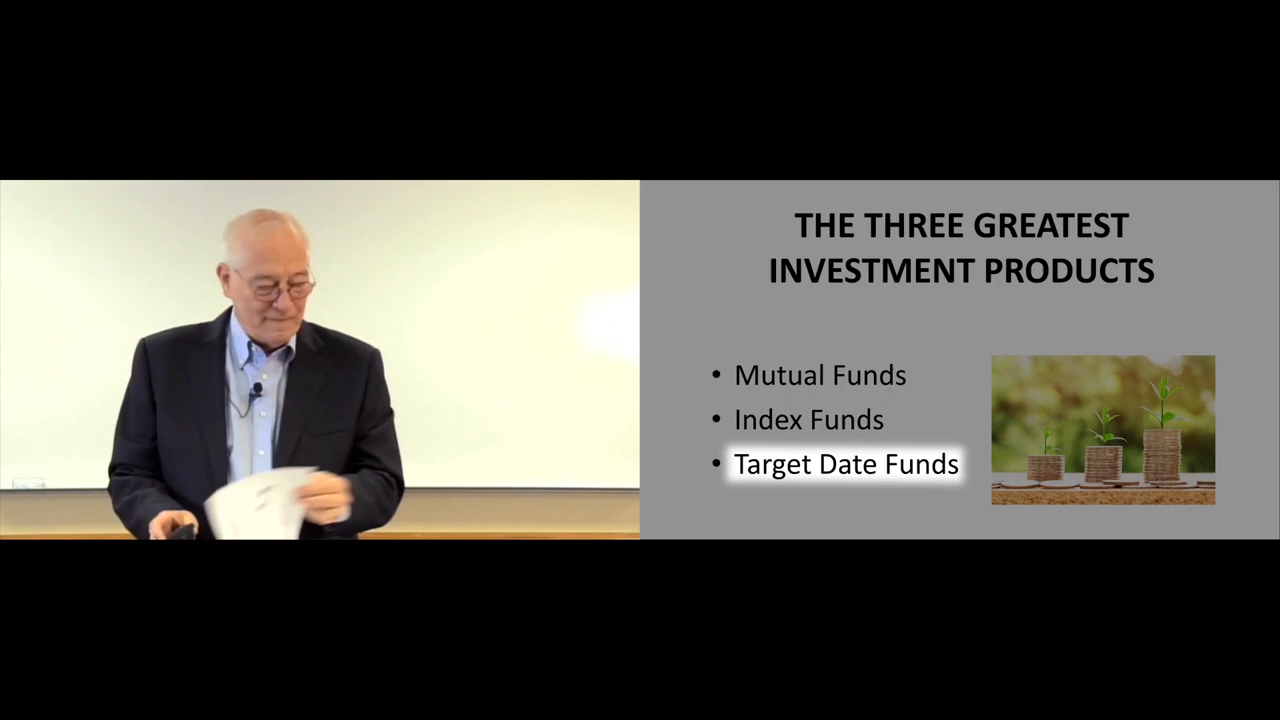 THE THREE GREATEST
INVESTMENT PRODUCTS
• Mutual Funds
• Index Funds
• Target Date Funds